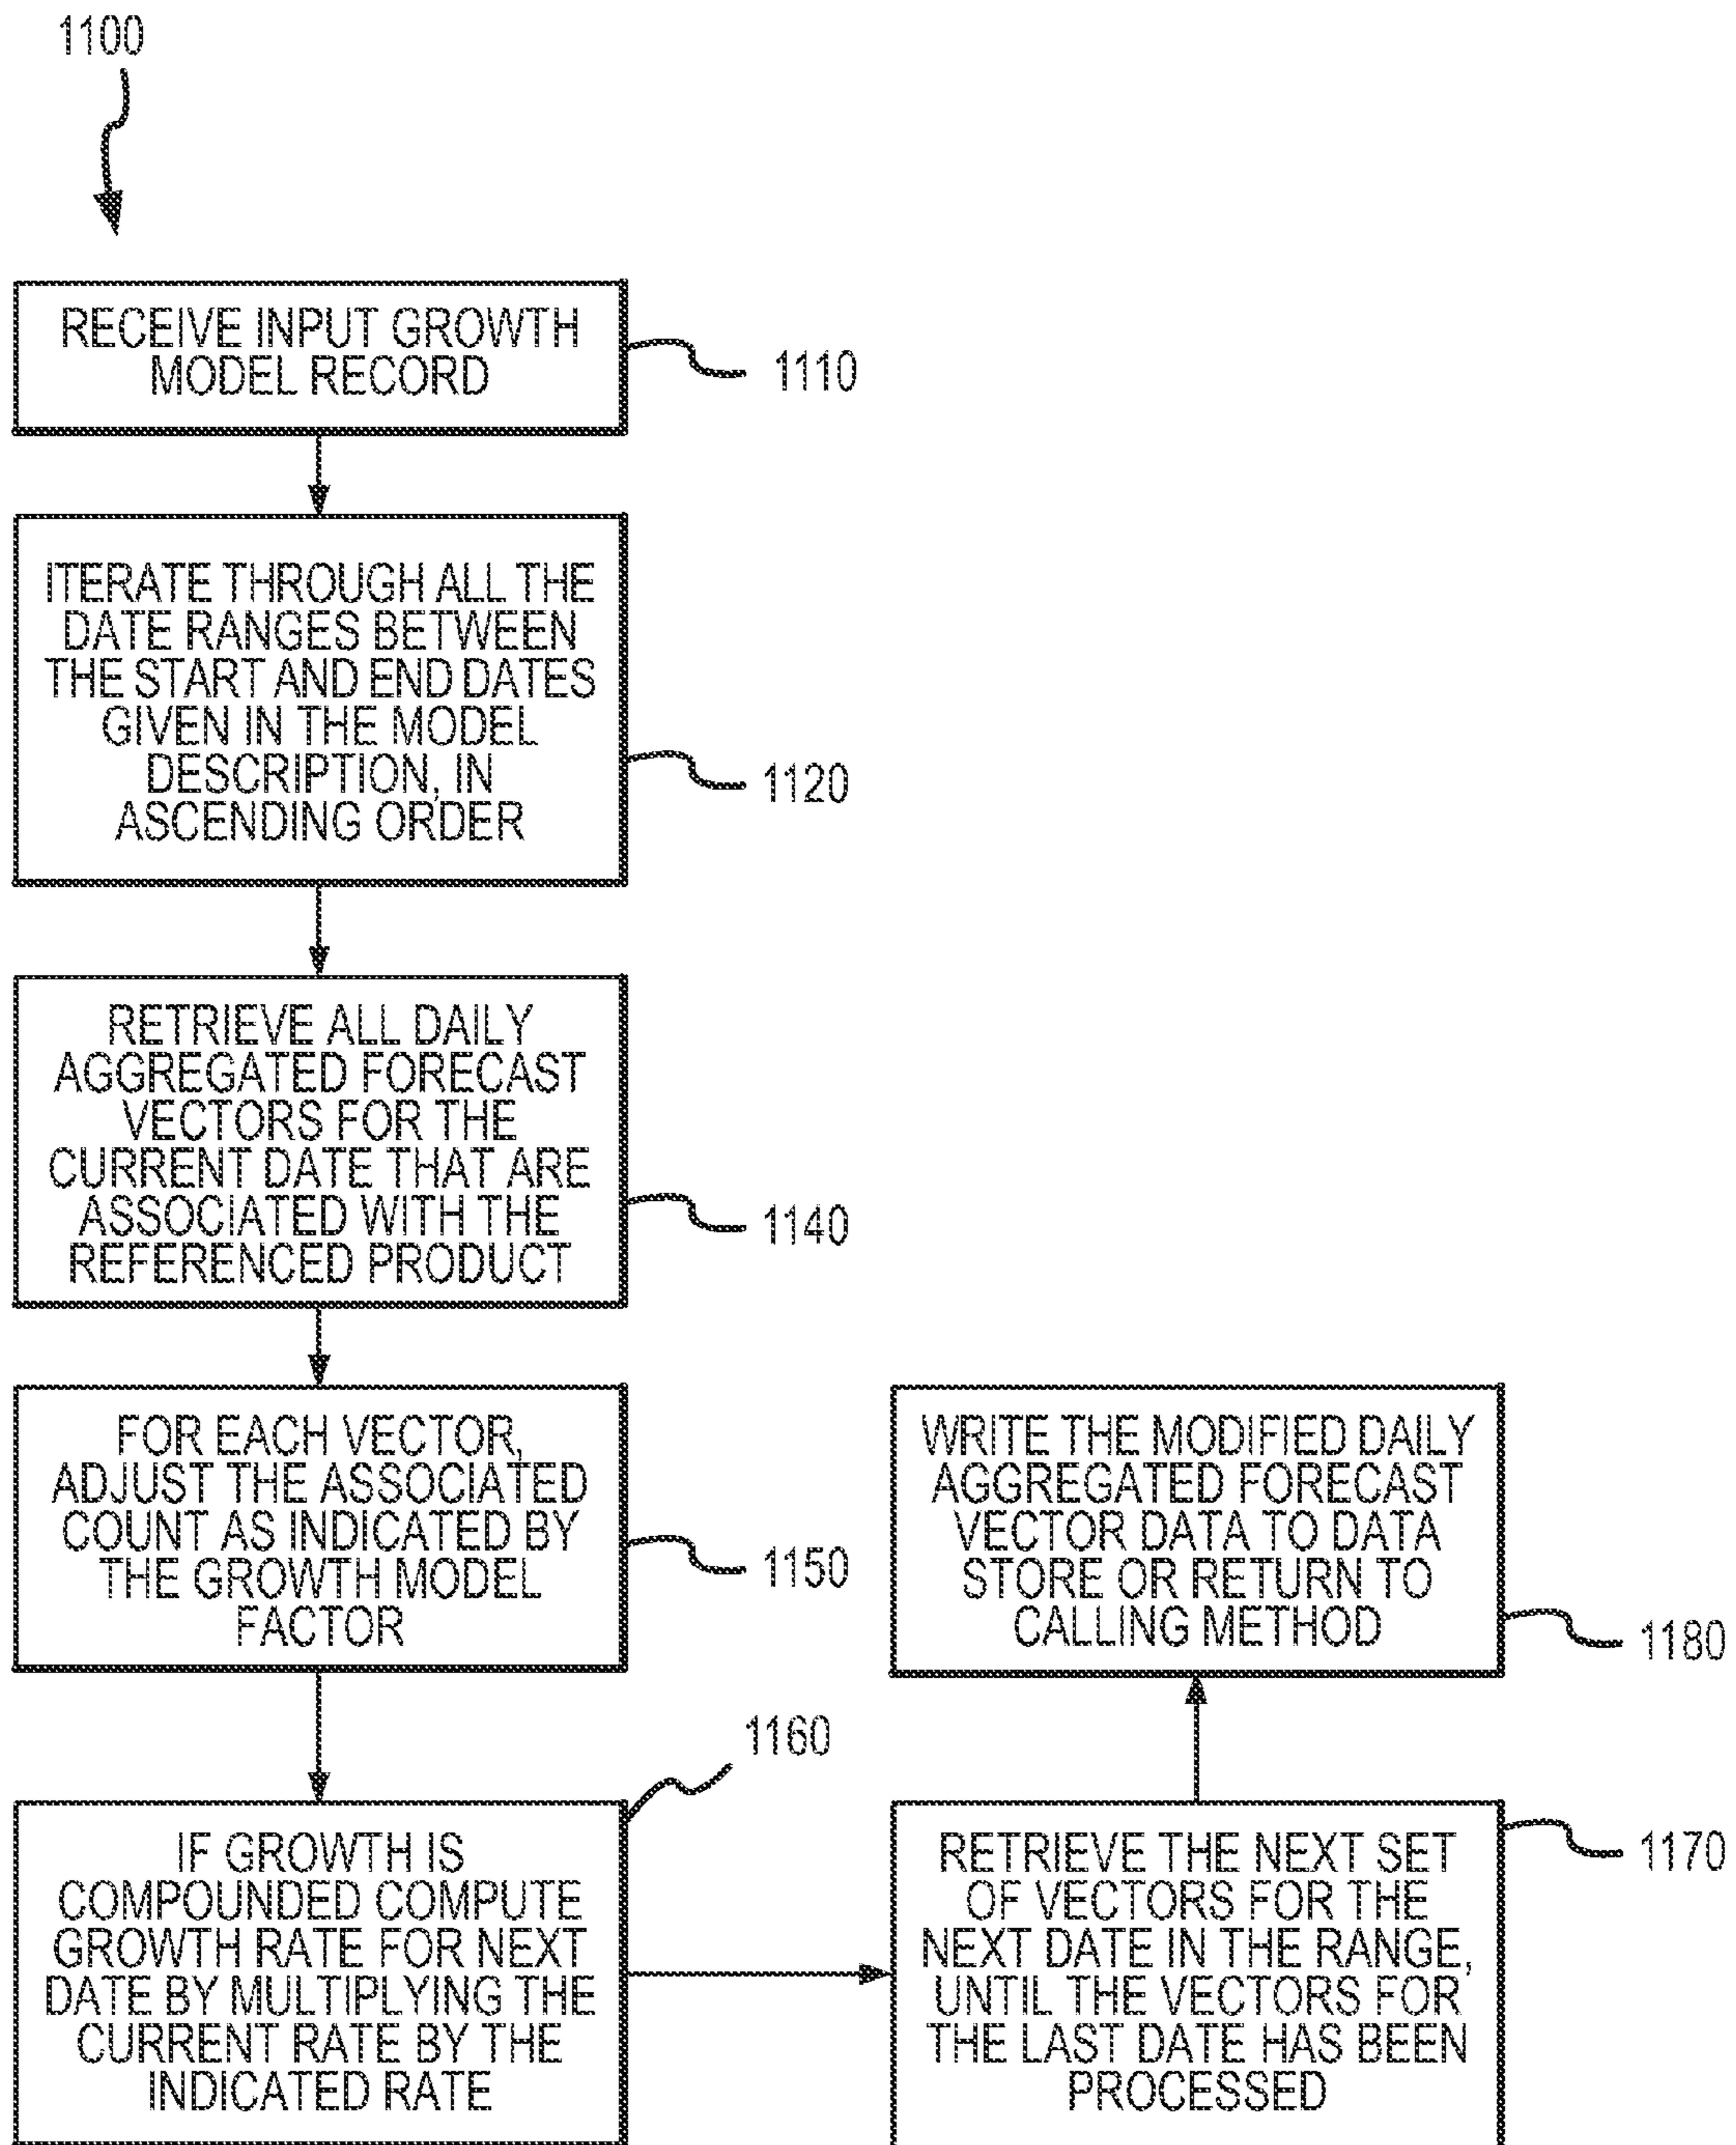 1100
RECEIVE INPUT GROWTH
MODEL RECORD
1110
ITERATE THROUGH ALL THE
DATE RANGES BETWEEN
THE START AND END DATES
GIVEN IN THE MODEL
DESCRIPTION, IN
ASCENDING ORDER
1120
RETRIEVE ALL DAILY
AGGREGATED FORECAST
VECTORS FOR THE
CURRENT DATE THAT ARE
ASSOCIATED WITH THE
REFERENCED PRODUCT
1140
FOR EACH VECTOR,
ADJUST THE ASSOCIATED
COUNT AS INDICATED BY
THE GROWTH MODEL
FACTOR
1150
IF GROWTH IS
COMPOUNDED COMPUTE
GROWTH RATE FOR NEXT
DATE BY MULTIPLYING THE
CURRENT RATE BY THE
INDICATED RATE
1160
RETRIEVE THE NEXT SET
OF VECTORS FOR THE
NEXT DATE IN THE RANGE,
UNTIL THE VECTORS FOR
THE LAST DATE HAS BEEN
PROCESSED
1170
WRITE THE MODIFIED DAILY
AGGREGATED FORECAST
VECTOR DATA TO DATA
STORE OR RETURN TO
CALLING METHOD
1180